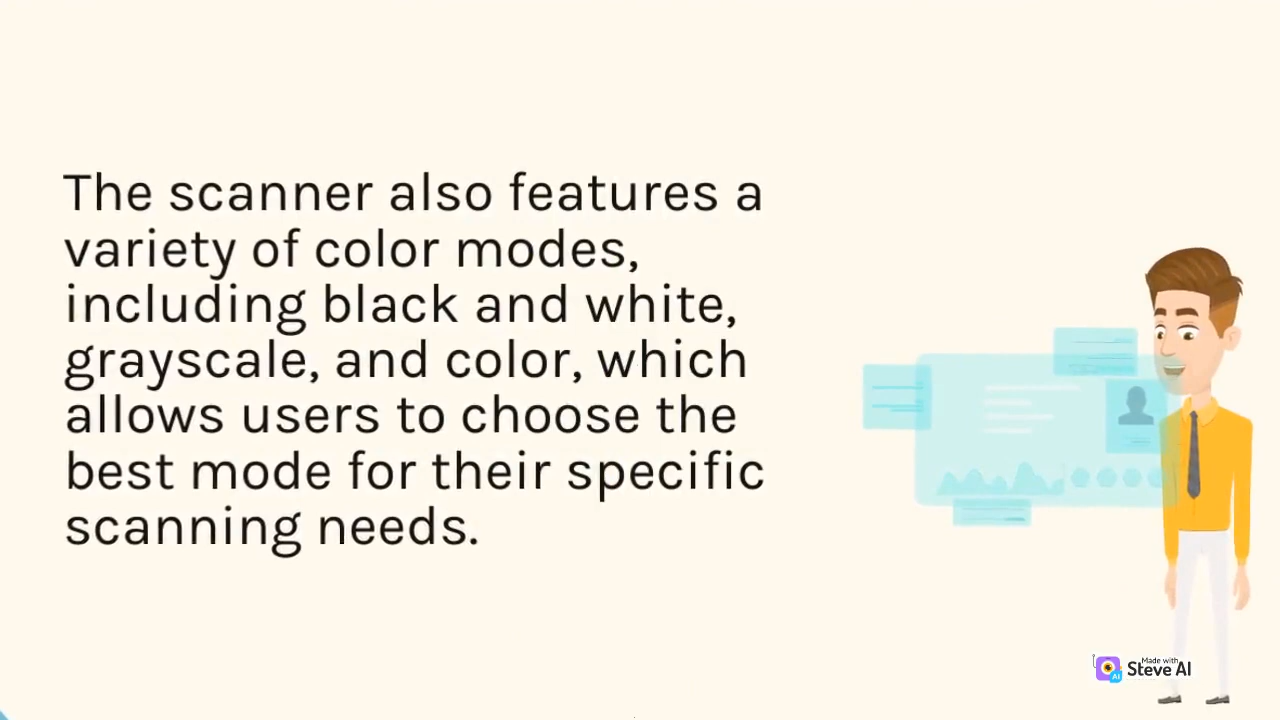 The scanner also features a
variety of color modes,
including black and white,
grayscale, and color, which
allows users to choose the
best mode for their specific
scanning needs.
Made with
Steve AI
AI